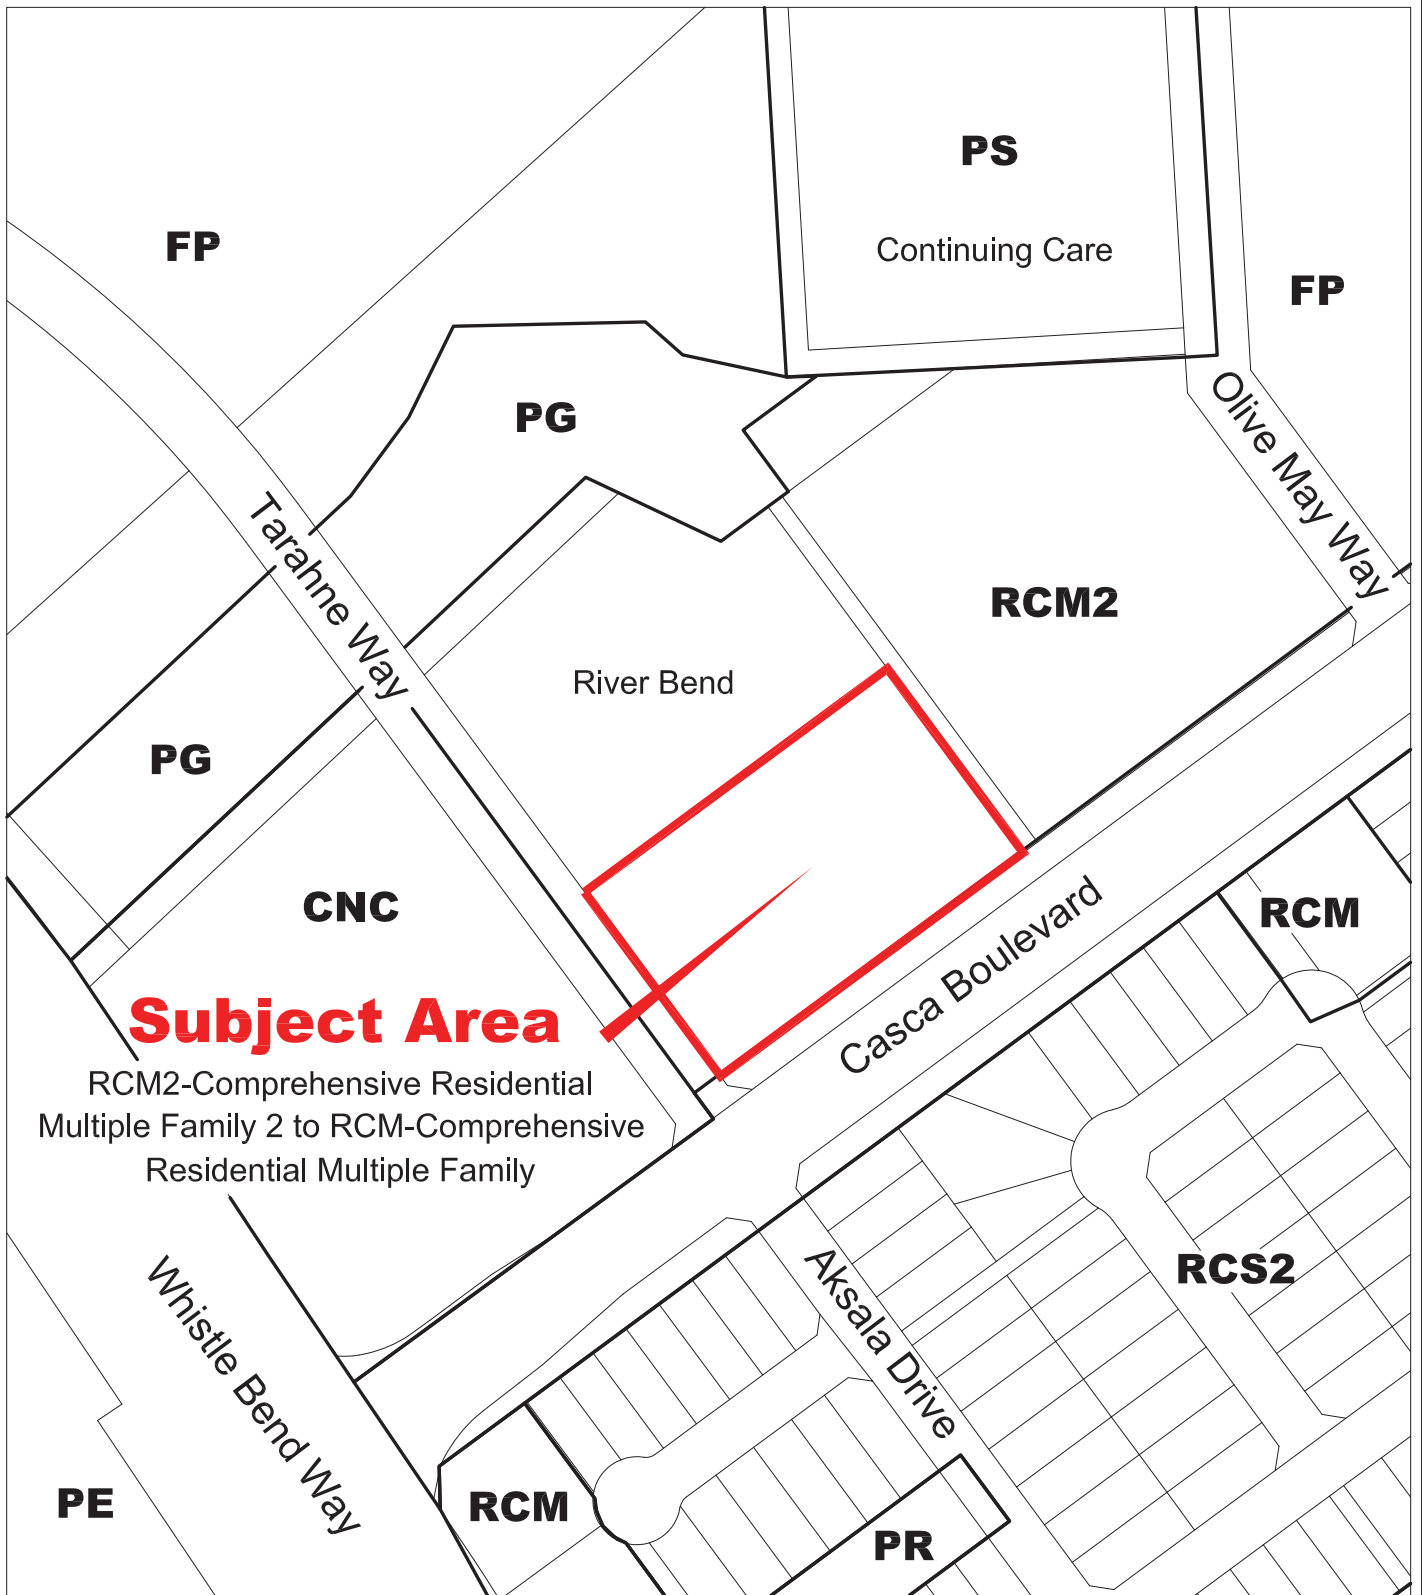 PS
Continuing Care
FP
FP
PG
Olive May Way
Tarahne Way
RCM2
River Bend
PG
CNC
RCM
Casca Boulevard
Subject Area
RCM2-Comprehensive Residential
Multiple Family 2 to RCM-Comprehensive
Residential Multiple Family
RCS2
Aksala Drive
Whistle Bend Way
PE
RCM
PR